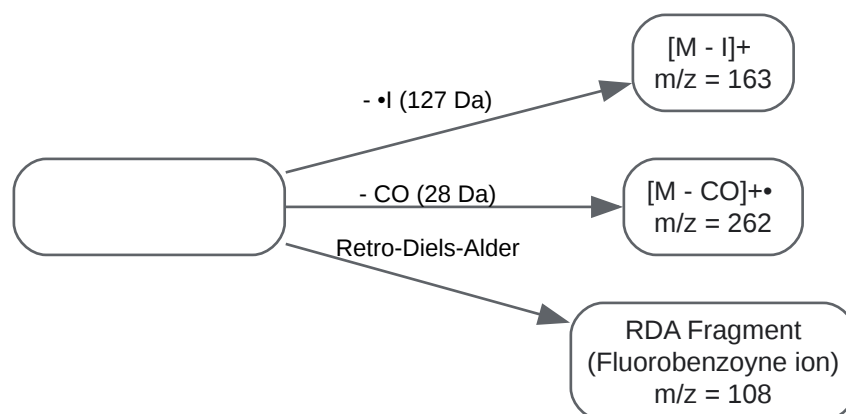 [M - I]+
m/z = 163
- •I (127 Da)
- CO (28 Da)
[M - CO]+•
m/z = 262
Retro-Diels-Alder
RDA Fragment
(Fluorobenzoyne ion)
m/z = 108